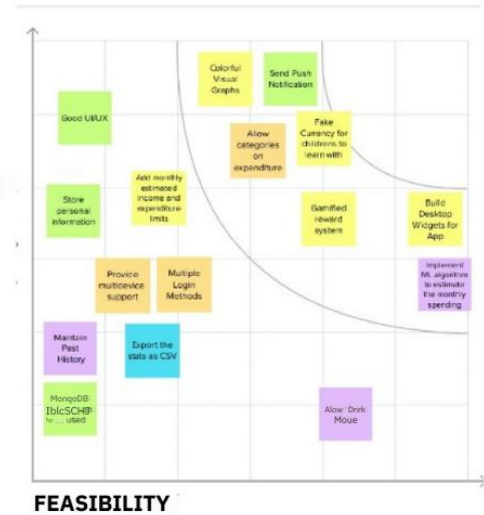 Colorful
Visual
Graphs
Send Push
Notification
Good UI/UX
Allow
categories
on
expenditure
Fake
Currency for
childrens to
learn with
Add monthly
estimated
income and
expenditure
limits
Store
personal
information
Gamified
reward
system
Build
Desktop
Widgets for
App
Provide
multidevice
support
Multiple
Login
Methods
Implement
ML algorithm
to estimate
the monthly
spending
Maintain
Past
History
Export the
stats as CSV
MongoDB:
used
Moue
FEASIBILITY